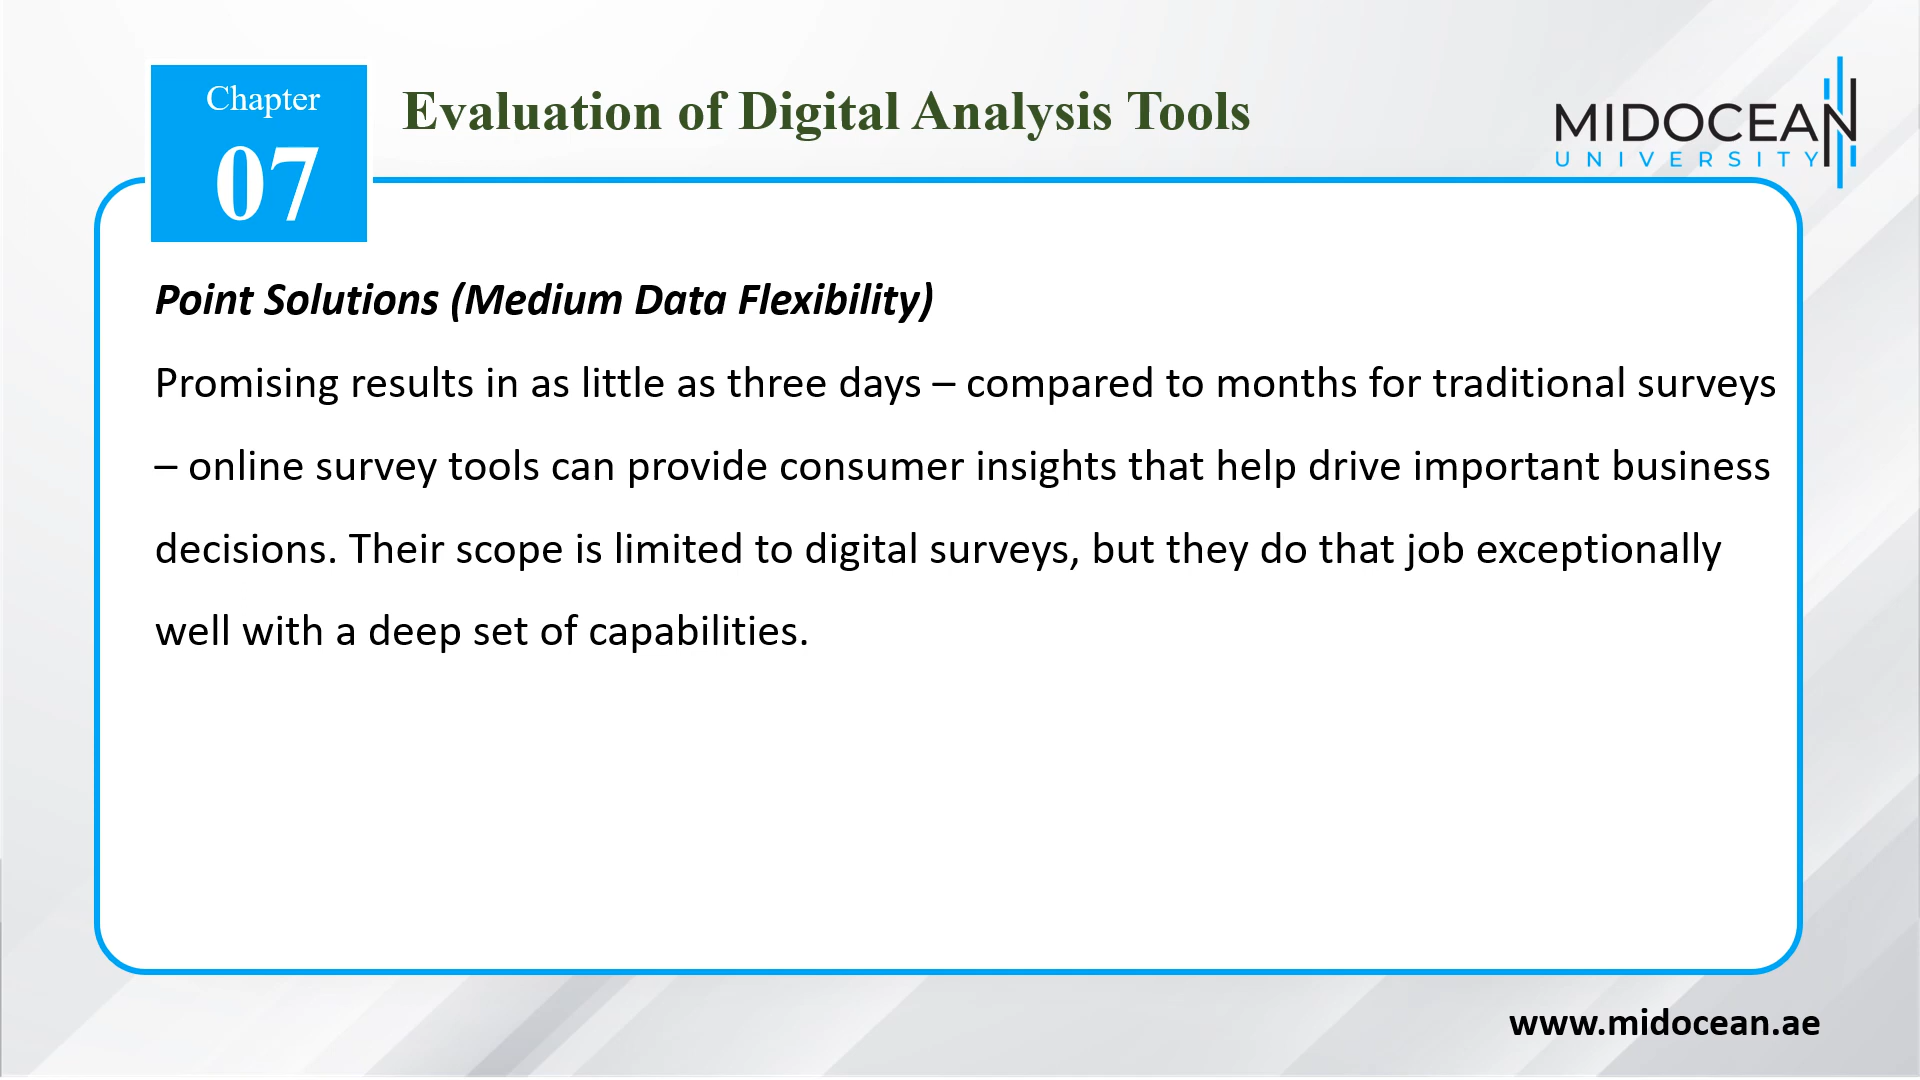 Chapter
07
Evaluation of Digital Analysis Tools
MIDOCEAN
UNIVERSITY
Point Solutions (Medium Data Flexibility)
Promising results in as little as three days – compared to months for traditional surveys
– online survey tools can provide consumer insights that help drive important business
decisions. Their scope is limited to digital surveys, but they do that job exceptionally
well with a deep set of capabilities.
www.midocean.ae